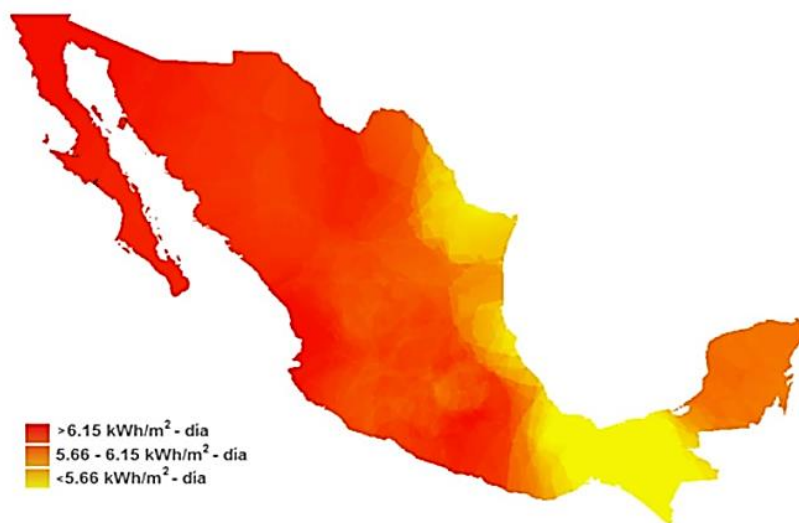 >6.15 kWh/m² - dia
5.66 - 6.15 kWh/m² - dia
<5.66 kWh/m² - dia